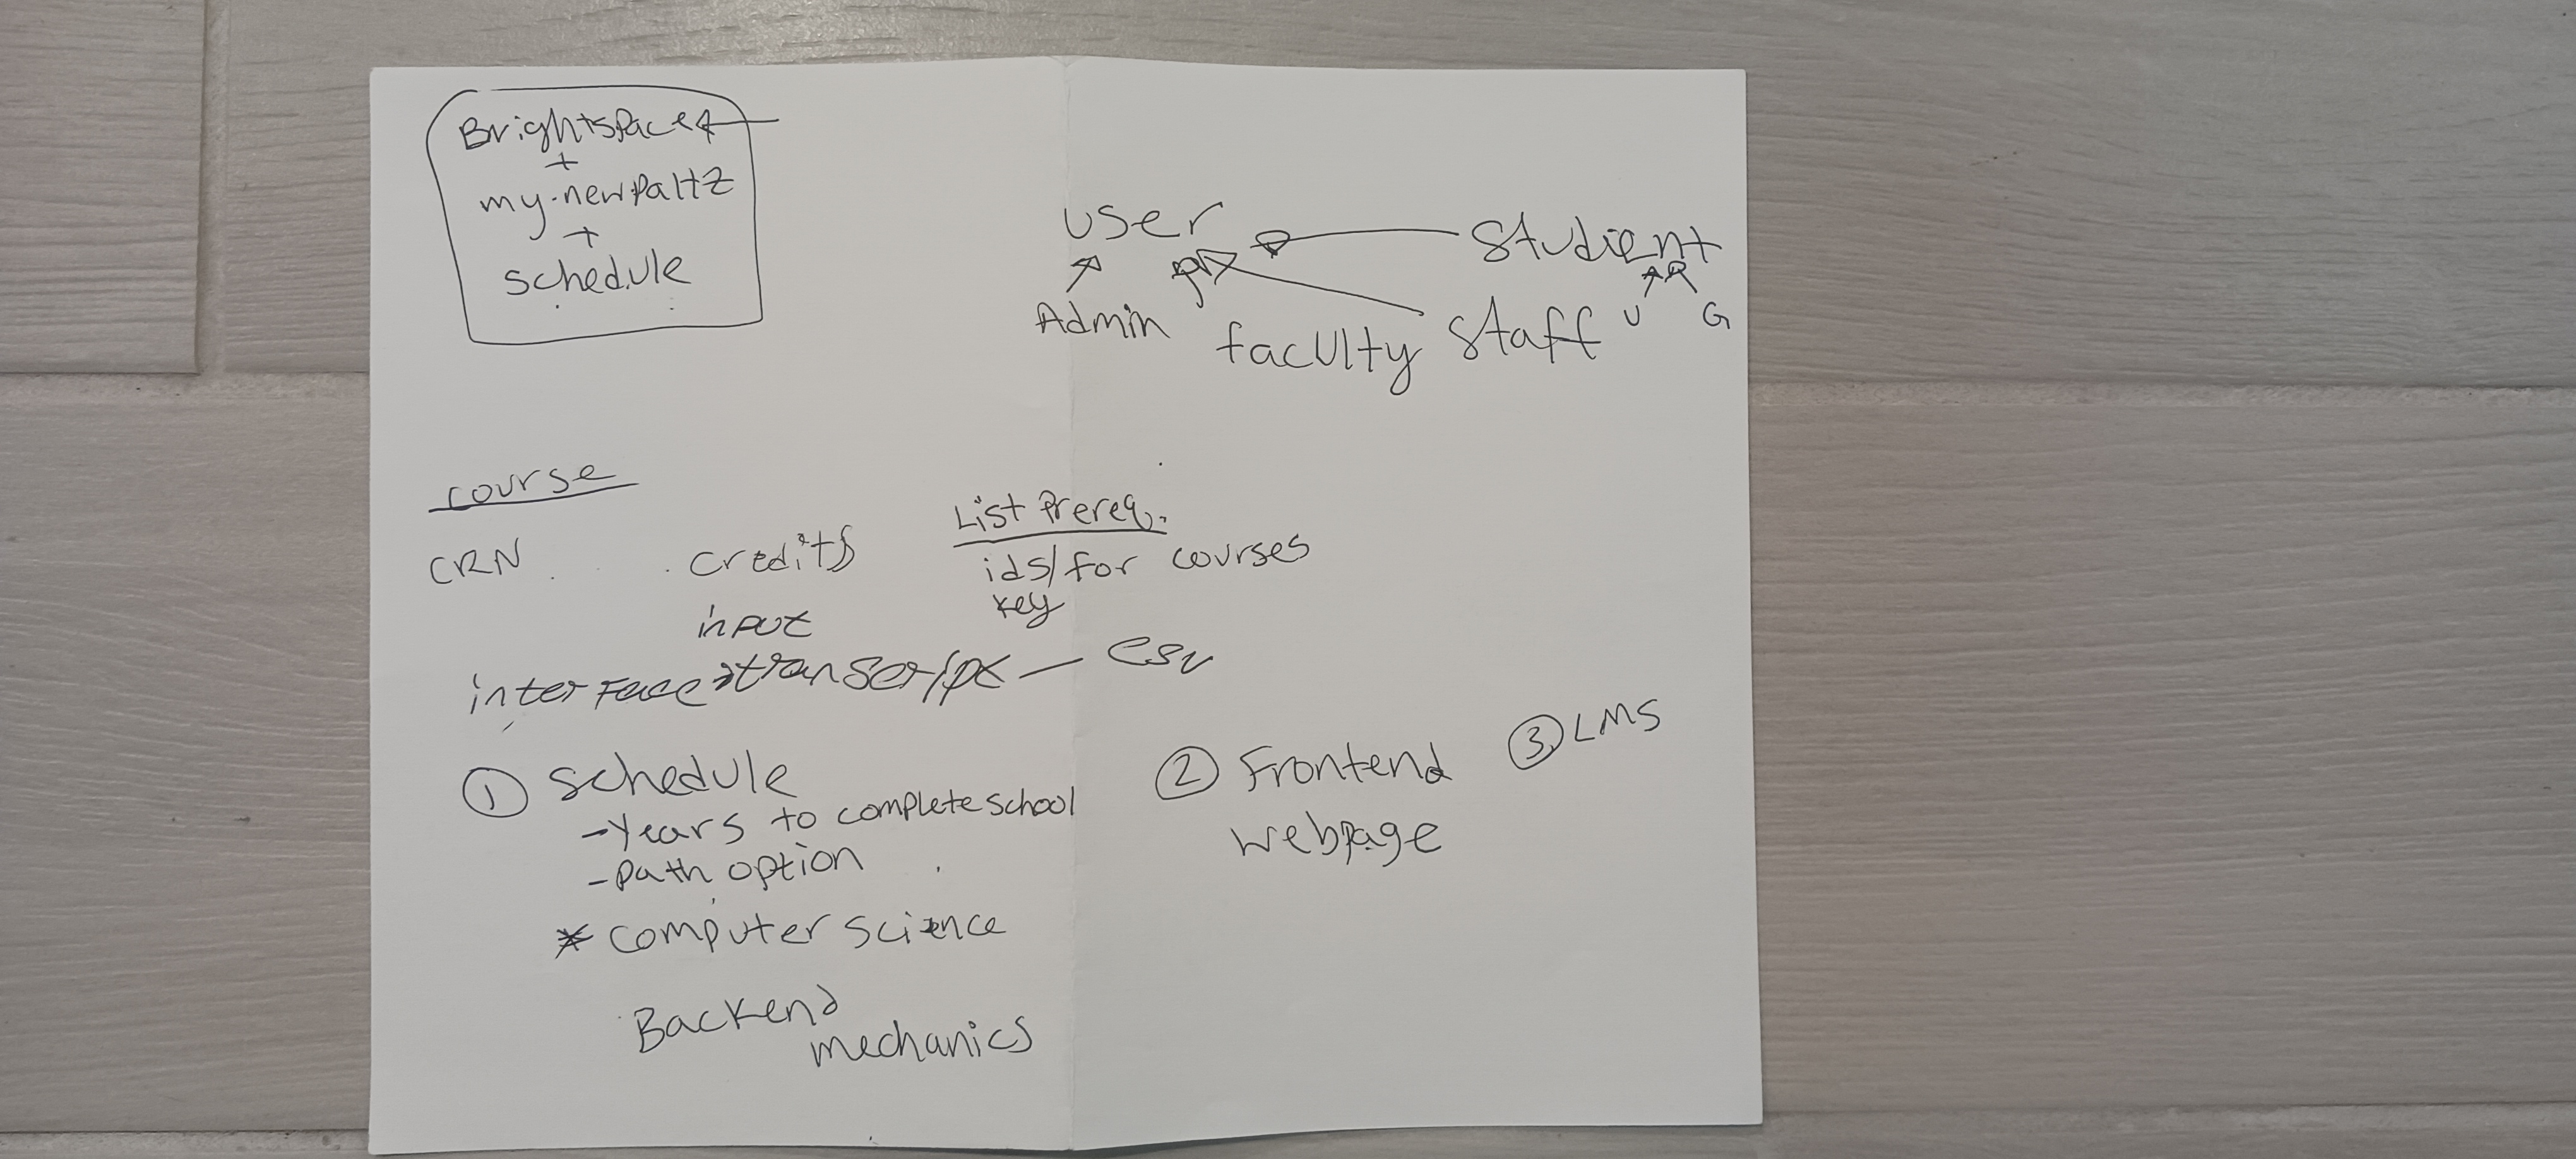 Brightspace
+
my.newpaltz
+
schedule
User
Student
Admin faculty staff U G
course
CRN . . . credits
List prereq.
ids/for courses
key
input
interface transcript — CSV
① schedule
-years to complete school
-path option
* computer science
Backend
mechanics
② Frontend
webpage
③ LMS